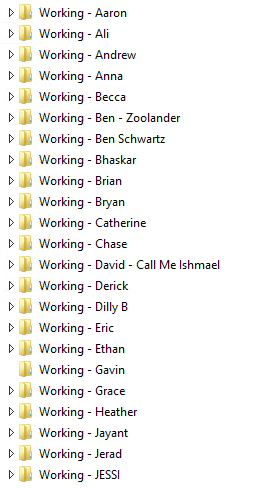 Working - Aaron
Working - Ali
Working - Andrew
Working - Anna
Working - Becca
Working - Ben - Zoolander
Working - Ben Schwartz
Working - Bhaskar
Working - Brian
Working - Bryan
Working - Catherine
Working - Chase
Working - David - Call Me Ishmael
Working - Derick
Working - Dilly B
Working - Eric
Working - Ethan
Working - Gavin
Working - Grace
Working - Heather
Working - Jayant
Working - Jerad
Working - JESSI